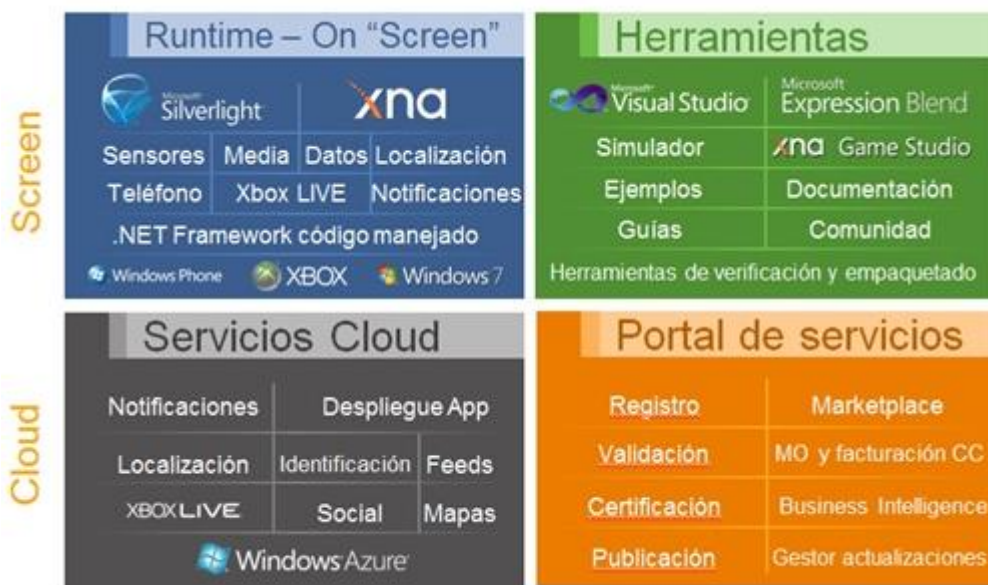 Screen
Runtime – On “Screen”
Microsoft Silverlight
xna
Sensores Media Datos Localización
Teléfono Xbox LIVE Notificaciones
.NET Framework código manejado
Windows Phone XBOX Windows 7
Herramientas
Microsoft Visual Studio
Microsoft Expression Blend
Simulador xna Game Studio
Ejemplos Documentación
Guías Comunidad
Herramientas de verificación y empaquetado
Cloud
Servicios Cloud
Notificaciones Despliegue App
Localización Identificación Feeds
XBOX LIVE Social Mapas
Windows Azure
Portal de servicios
Registro Marketplace
Validación MO y facturación CC
Certificación Business Intelligence
Publicación Gestor actualizaciones